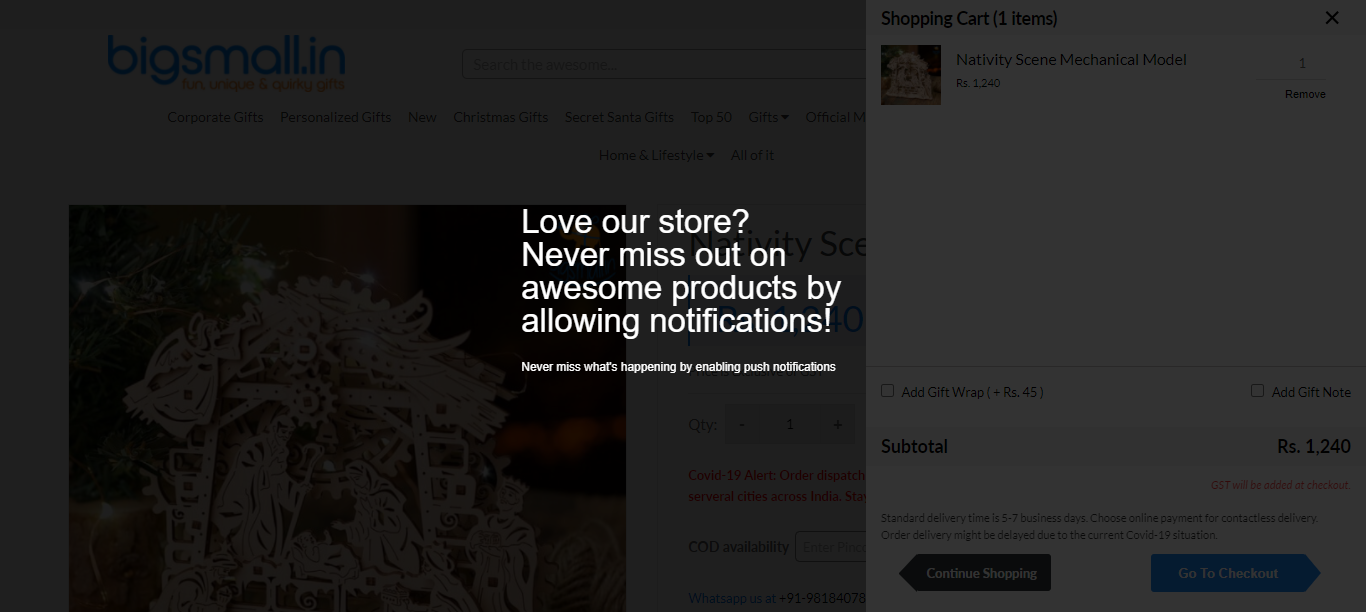 bigsmall.in
fun, unique & quirky gifts
Search the awesome...
Corporate Gifts Personalized Gifts New Christmas Gifts Secret Santa Gifts Top 50 Gifts Official M
Home & Lifestyle All of it
Love our store?
Never miss out on
awesome products by
allowing notifications!
Never miss what's happening by enabling push notifications
Nativity Sce
Qty: - 1 +
Covid-19 Alert: Order dispatch
serveral cities across India. Stay
COD availability Enter Pinco
Whatsapp us at +91-98184078
Shopping Cart (1 items) ×
Nativity Scene Mechanical Model 1
Rs. 1,240
Remove
Add Gift Wrap ( + Rs. 45 ) Add Gift Note
Subtotal Rs. 1,240
GST will be added at checkout.
Standard delivery time is 5-7 business days. Choose online payment for contactless delivery.
Order delivery might be delayed due to the current Covid-19 situation.
Continue Shopping Go To Checkout